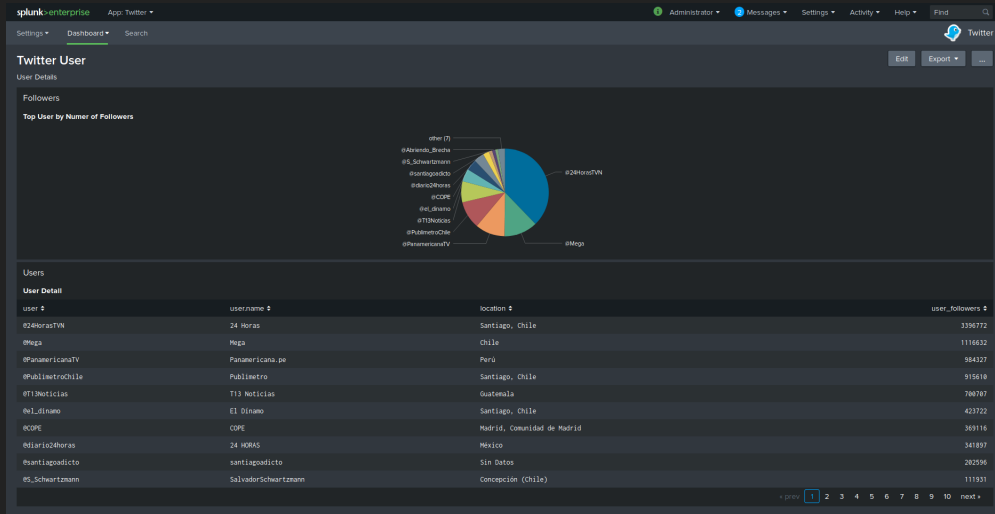 splunk>enterprise App: Twitter Administrator 2 Messages Settings Activity Help Find
Settings Dashboard Search Twitter
Twitter User Edit Export ...
User Details
Followers
Top User by Numer of Followers
other (7)
@Abriendo_Brecha
@S_Schwartzmann
@santiagoadicto
@24HorasTVN
@diario24horas
@COPE
@el_dinamo
@T13Noticias
@PublimetroChile
@PanamericanaTV
@Mega
Users
User Detail
user user.name location user_followers
@24HorasTVN 24 Horas Santiago, Chile 3396772
@Mega Mega Chile 1116632
@PanamericanaTV Panamericana.pe Perú 984327
@PublimetroChile Publimetro Santiago, Chile 915610
@T13Noticias T13 Noticias Guatemala 700707
@el_dinamo El Dinamo Santiago, Chile 423722
@COPE COPE Madrid, Comunidad de Madrid 369116
@diario24horas 24 HORAS México 341897
@santiagoadicto santiagoadicto Sin Datos 202596
@S_Schwartzmann SalvadorSchwartzmann Concepción (Chile) 111931
« prev 1 2 3 4 5 6 7 8 9 10 next »